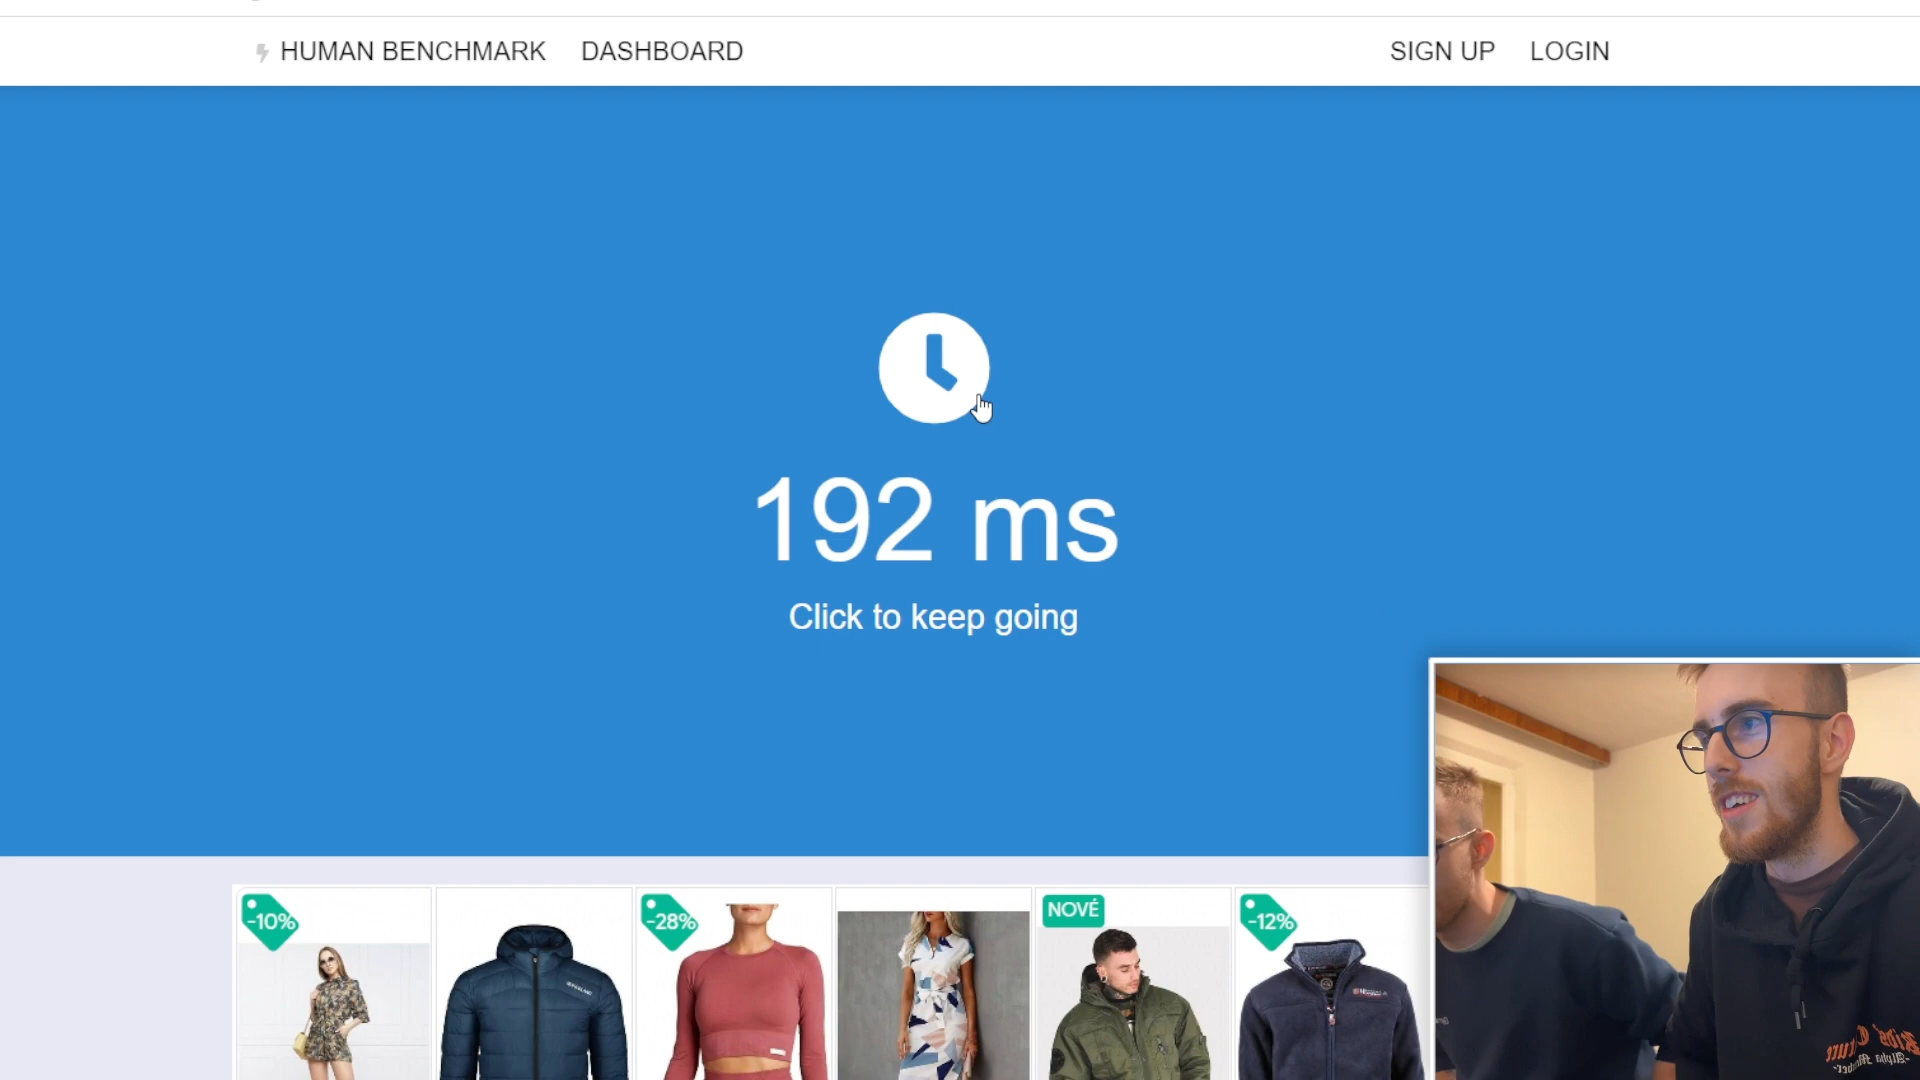 HUMAN BENCHMARK DASHBOARD SIGN UP LOGIN
192 ms
Click to keep going
-10%
-28%
NOVÉ
-12%